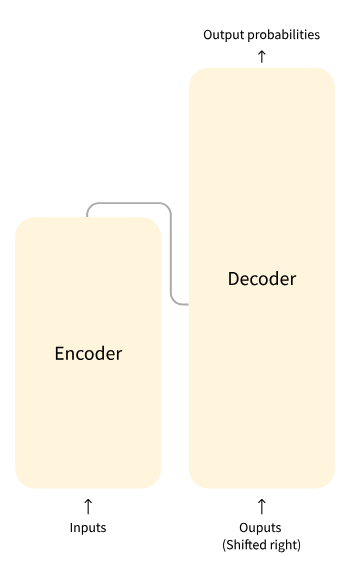 Output probabilities
↑
Decoder
Encoder
↑
↑
Inputs
Ouputs
(Shifted right)